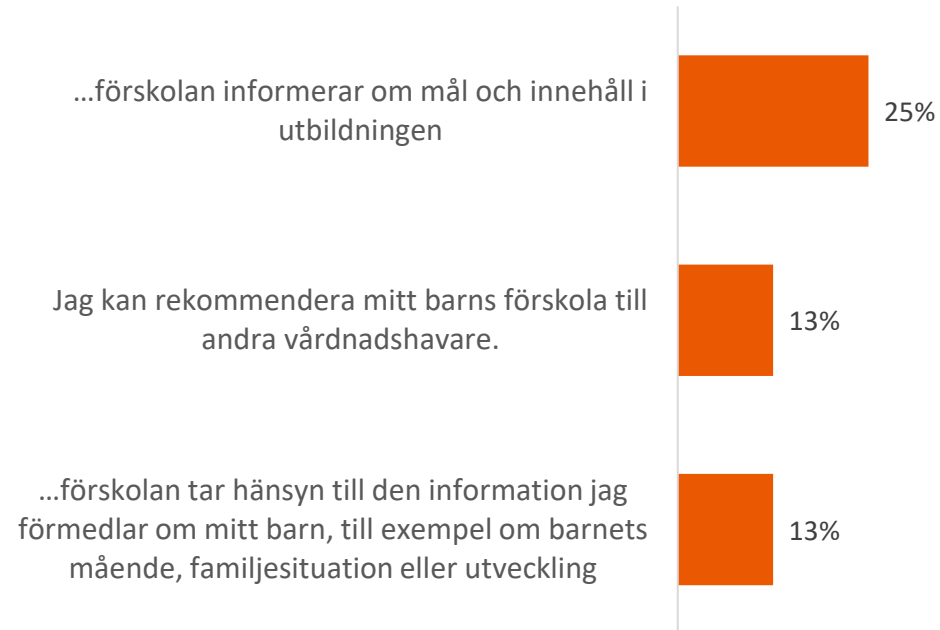 …förskolan informerar om mål och innehåll i
utbildningen
25%
Jag kan rekommendera mitt barns förskola till
andra vårdnadshavare.
13%
…förskolan tar hänsyn till den information jag
förmedlar om mitt barn, till exempel om barnets
mående, familjesituation eller utveckling
13%